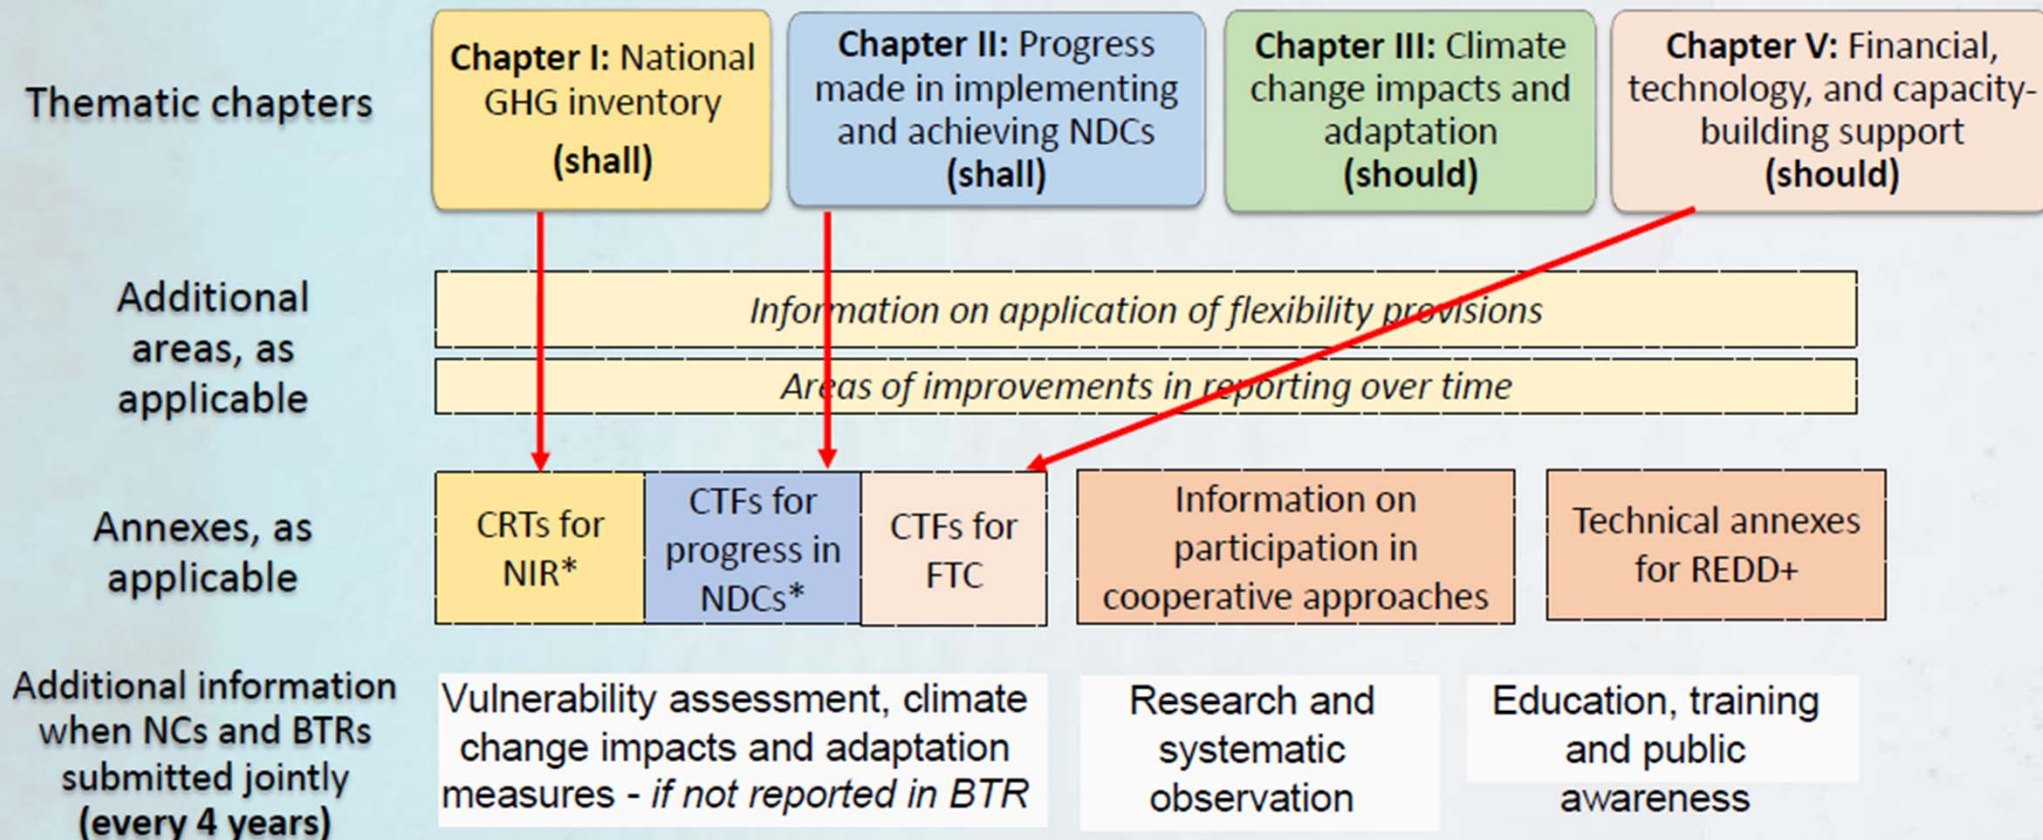 Thematic chapters
Chapter I: National
GHG inventory
(shall)
Chapter II: Progress
made in implementing
and achieving NDCs
(shall)
Chapter III: Climate
change impacts and
adaptation
(should)
Chapter V: Financial,
technology, and capacity-
building support
(should)
Additional
areas, as
applicable
Information on application of flexibility provisions
Areas of improvements in reporting over time
Annexes, as
applicable
CRTs for
NIR*
CTFs for
progress in
NDCs*
CTFs for
FTC
Information on
participation in
cooperative approaches
Technical annexes
for REDD+
Additional information
when NCs and BTRs
submitted jointly
(every 4 years)
Vulnerability assessment, climate
change impacts and adaptation
measures - if not reported in BTR
Research and
systematic
observation
Education, training
and public
awareness